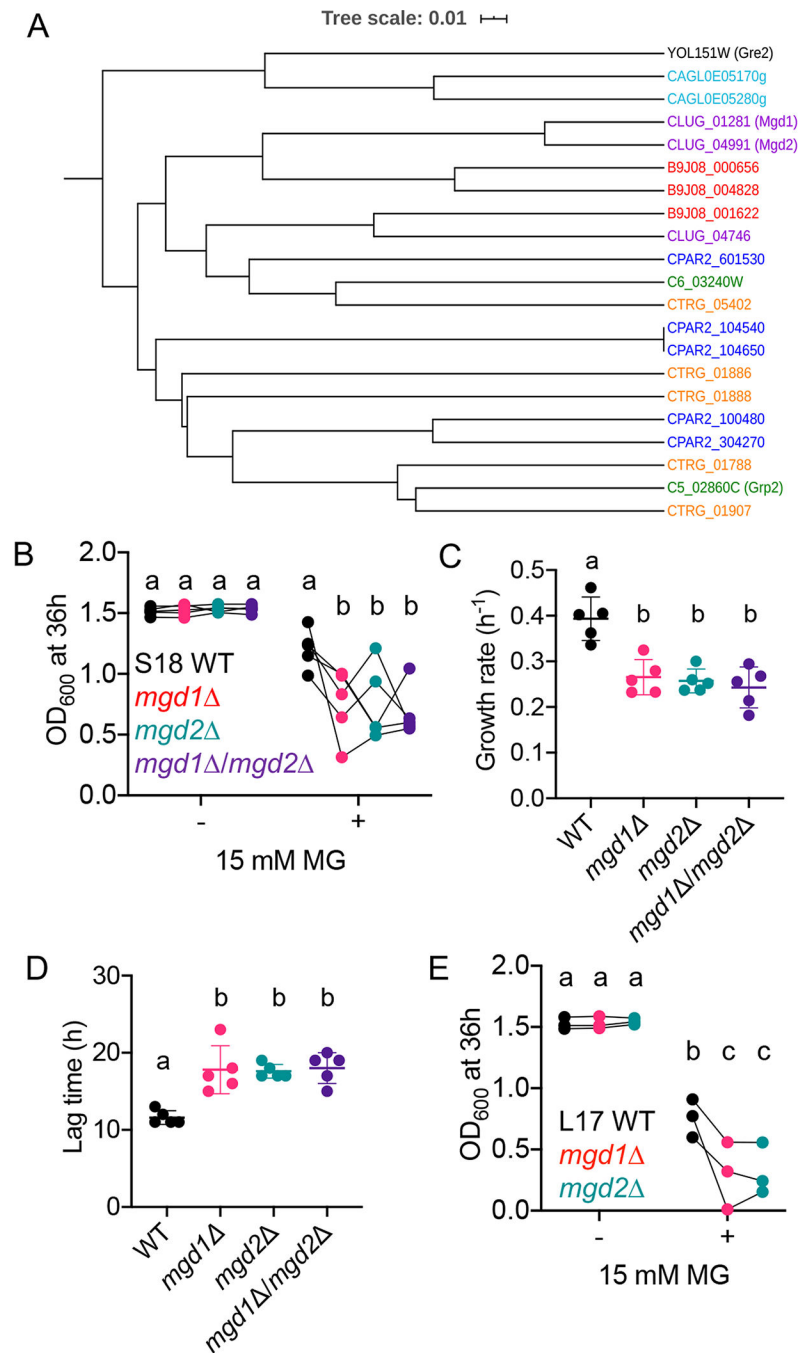 A
Tree scale: 0.01
YOL151W (Gre2)
CAGL0E05170g
CAGL0E05280g
CLUG_01281 (Mgd1)
CLUG_04991 (Mgd2)
B9J08_000656
B9J08_004828
B9J08_001622
CLUG_04746
CPAR2_601530
C6_03240W
CTRG_05402
CPAR2_104540
CPAR2_104650
CTRG_01886
CTRG_01888
CPAR2_100480
CPAR2_304270
CTRG_01788
C5_02860C (Grp2)
CTRG_01907
B
OD600 at 36h
2.0
1.5
1.0
0.5
0.0
a a a a a b b b
S18 WT
mgd1Δ
mgd2Δ
mgd1Δ/mgd2Δ
- +
15 mM MG
C
Growth rate (h-1)
0.5
0.4
0.3
0.2
0.1
0.0
a b b b
WT
mgd1Δ
mgd2Δ
mgd1Δ/mgd2Δ
D
Lag time (h)
30
20
10
0
a b b b
WT
mgd1Δ
mgd2Δ
mgd1Δ/mgd2Δ
E
OD600 at 36h
2.0
1.5
1.0
0.5
0.0
a a a b c c
L17 WT
mgd1Δ
mgd2Δ
- +
15 mM MG